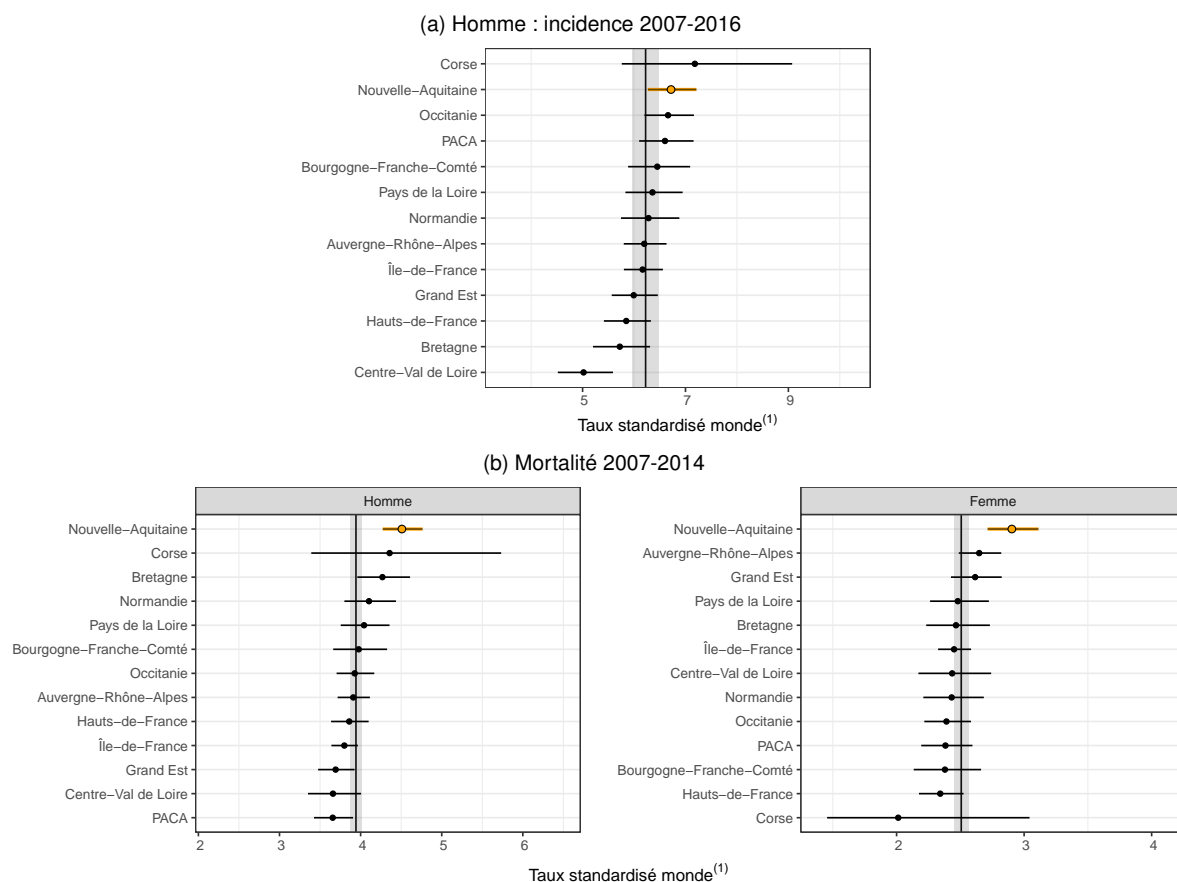 (a) Homme : incidence 2007-2016
Corse
Nouvelle−Aquitaine
Occitanie
PACA
Bourgogne−Franche−Comté
Pays de la Loire
Normandie
Auvergne−Rhône−Alpes
Île−de−France
Grand Est
Hauts−de−France
Bretagne
Centre−Val de Loire
5 7 9
Taux standardisé monde(1)
(b) Mortalité 2007-2014
Homme
Nouvelle−Aquitaine
Corse
Bretagne
Normandie
Pays de la Loire
Bourgogne−Franche−Comté
Occitanie
Auvergne−Rhône−Alpes
Hauts−de−France
Île−de−France
Grand Est
Centre−Val de Loire
PACA
2 3 4 5 6
Femme
Nouvelle−Aquitaine
Auvergne−Rhône−Alpes
Grand Est
Pays de la Loire
Bretagne
Île−de−France
Centre−Val de Loire
Normandie
Occitanie
PACA
Bourgogne−Franche−Comté
Hauts−de−France
Corse
2 3 4
Taux standardisé monde(1)